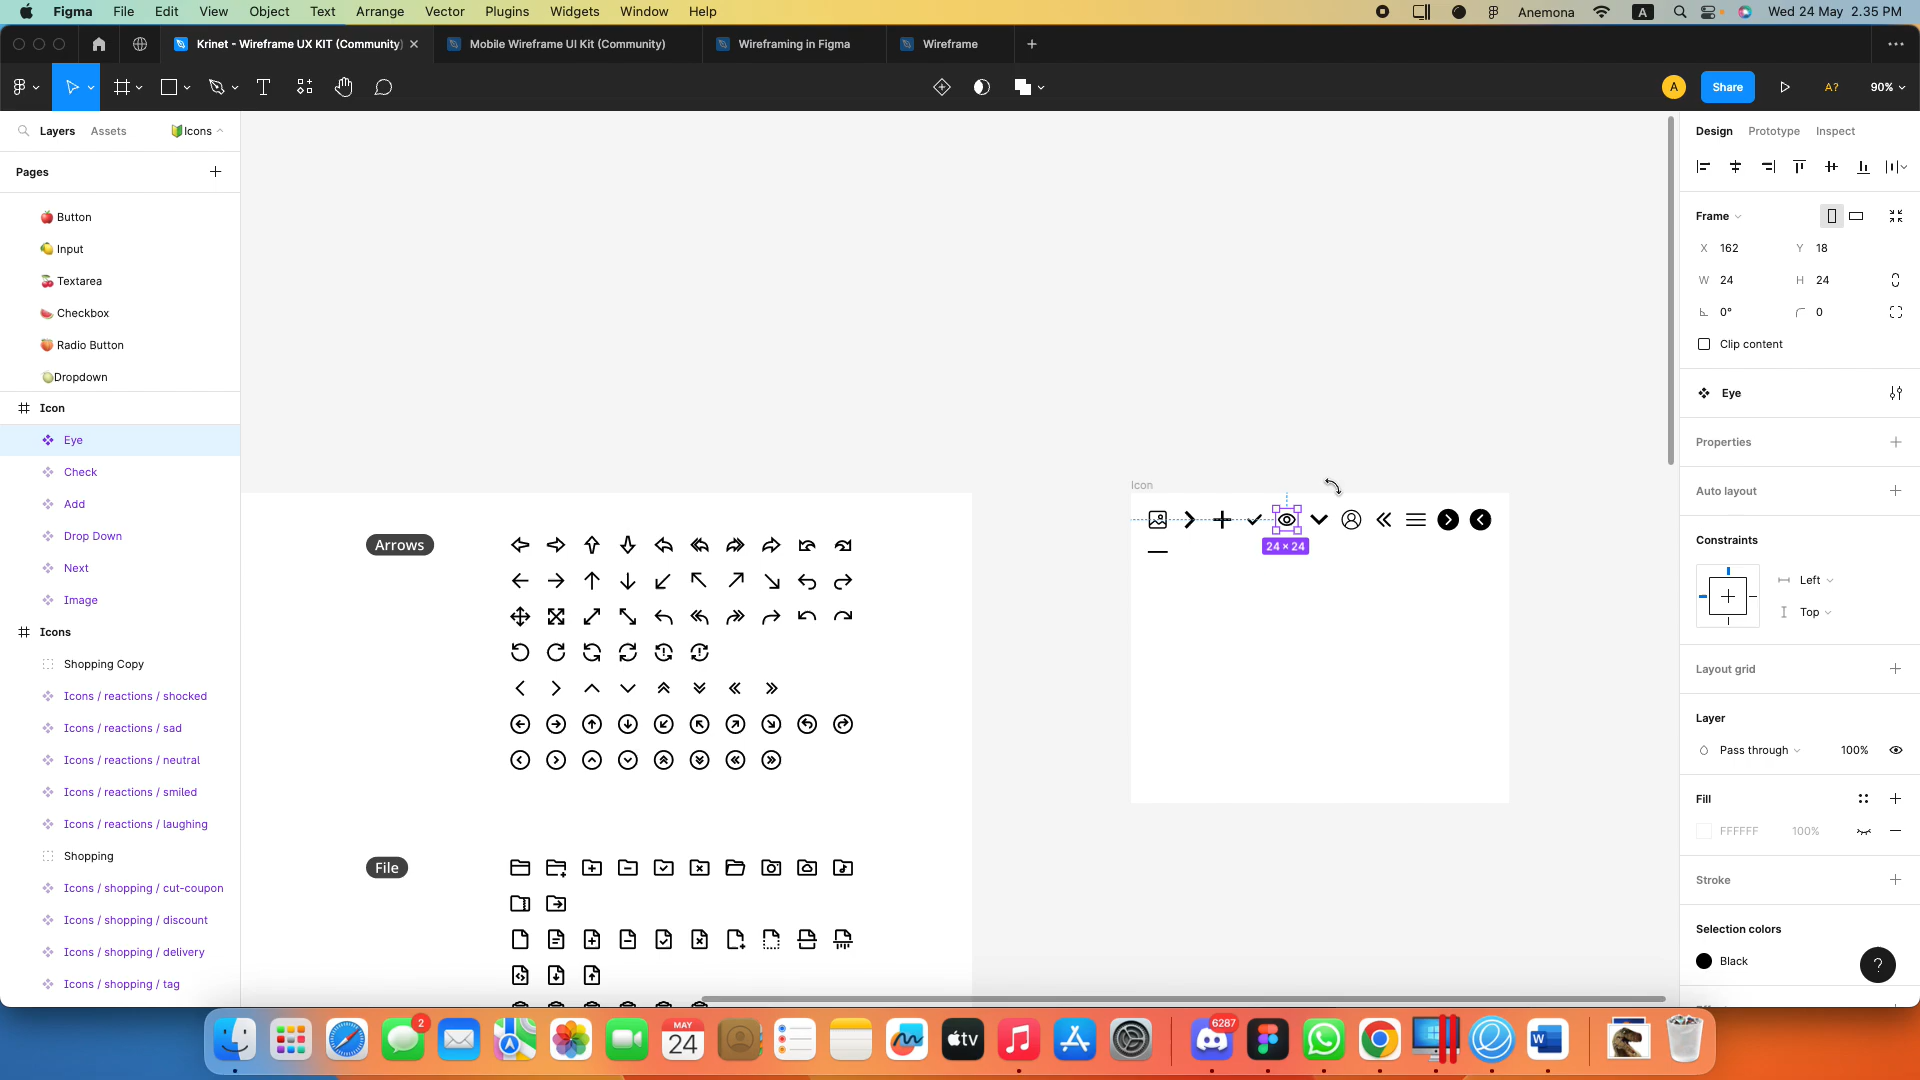 Figma File Edit View Object Text Arrange Vector Plugins Widgets Window Help Anemona A Wed 24 May 2.35 PM
Krinet - Wireframe UX KIT (Community) Mobile Wireframe UI Kit (Community) Wireframing in Figma Wireframe
A Share A? 90%
Layers Assets Icons
Pages
Button
Input
Textarea
Checkbox
Radio Button
Dropdown
Icon
Eye
Check
Add
Drop Down
Next
Image
Icons
Shopping Copy
Icons / reactions / shocked
Icons / reactions / sad
Icons / reactions / neutral
Icons / reactions / smiled
Icons / reactions / laughing
Shopping
Icons / shopping / cut-coupon
Icons / shopping / discount
Icons / shopping / delivery
Icons / shopping / tag
Arrows
File
Icon
24 × 24
Design Prototype Inspect
Frame
X 162 Y 18
W 24 H 24
0° 0
Clip content
Eye
Properties
Auto layout
Constraints
Left
Top
Layout grid
Layer
Pass through 100%
Fill
FFFFFF 100%
Stroke
Selection colors
Black
?
2
MAY
24
tv
6287
W